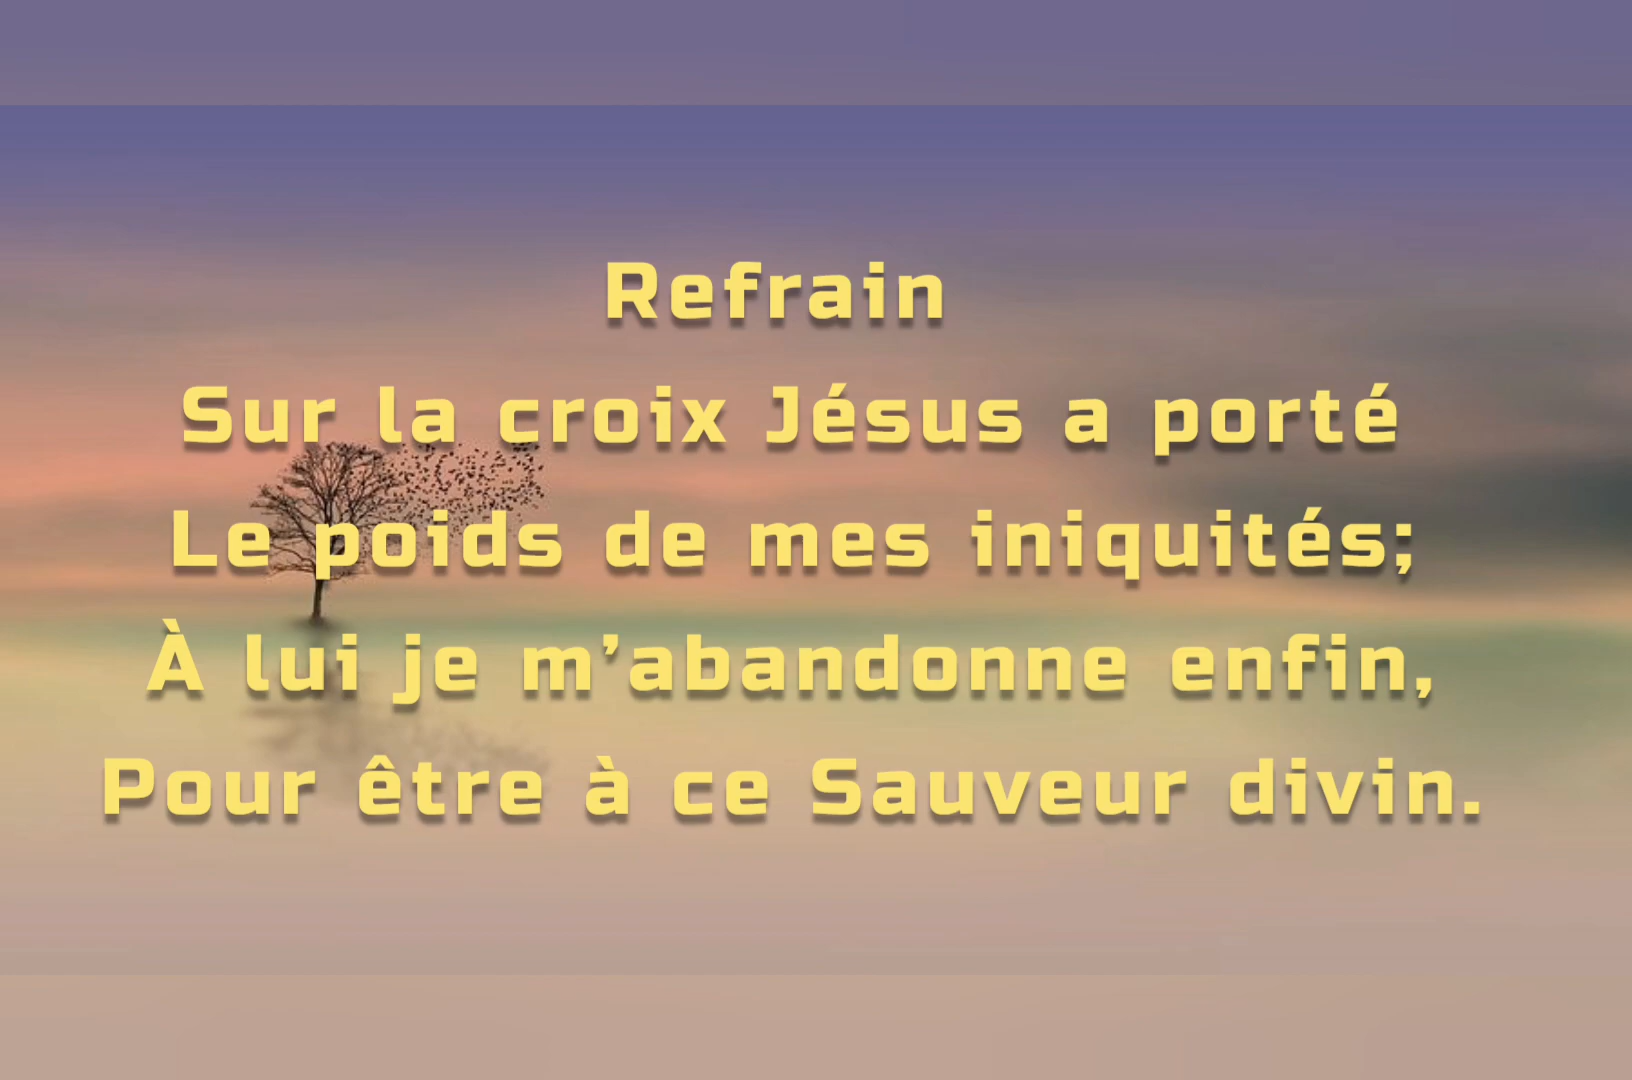 Refrain
Sur la croix Jésus a porté
Le poids de mes iniquités;
À lui je m’abandonne enfin,
Pour être à ce Sauveur divin.